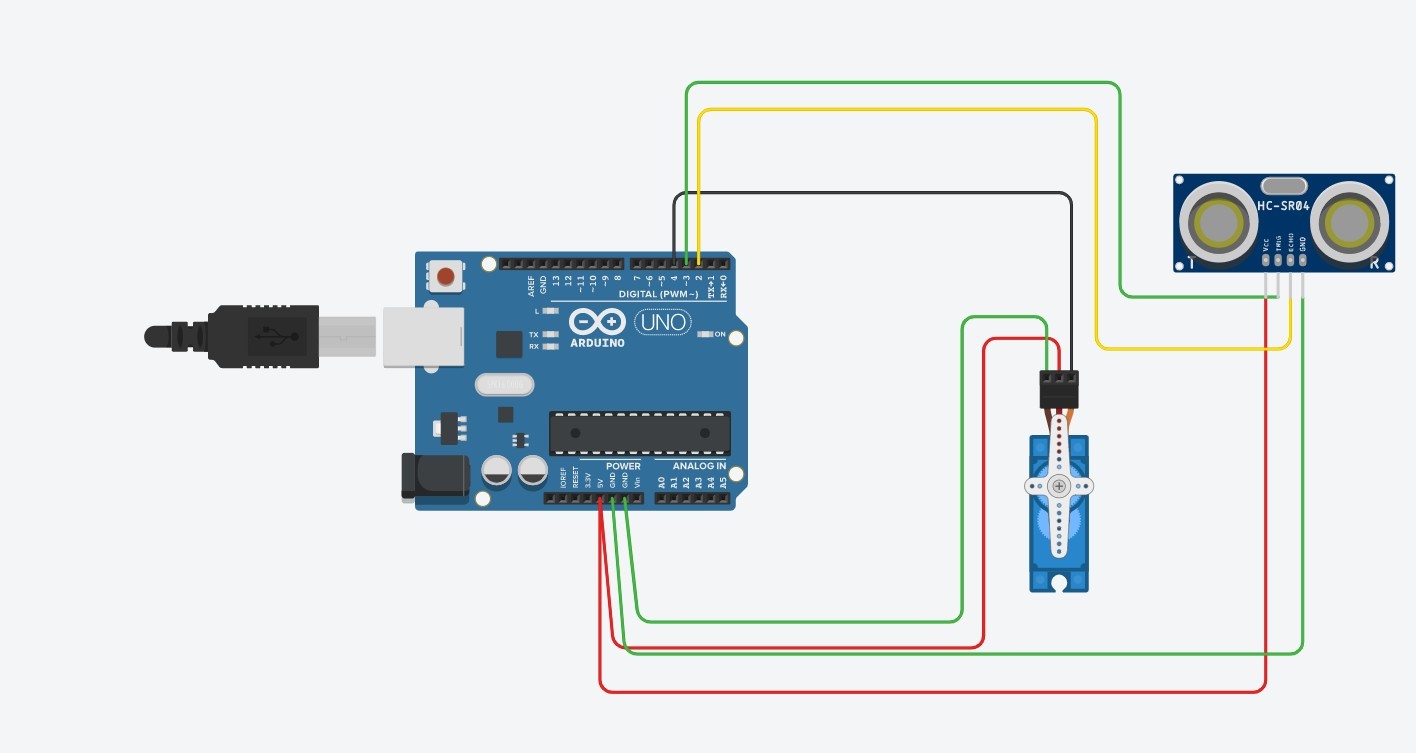 HC-SR04
VCC
TRIG
ECHO
GND
T
R
AREF
GND
13
12
~11
~10
~9
8
7
~6
~5
4
~3
2
TX→1
RX←0
DIGITAL (PWM~)
L
TX
RX
UNO
ON
ARDUINO
POWER
ANALOG IN
IOREF
RESET
3.3V
5V
GND
GND
Vin
A0
A1
A2
A3
A4
A5